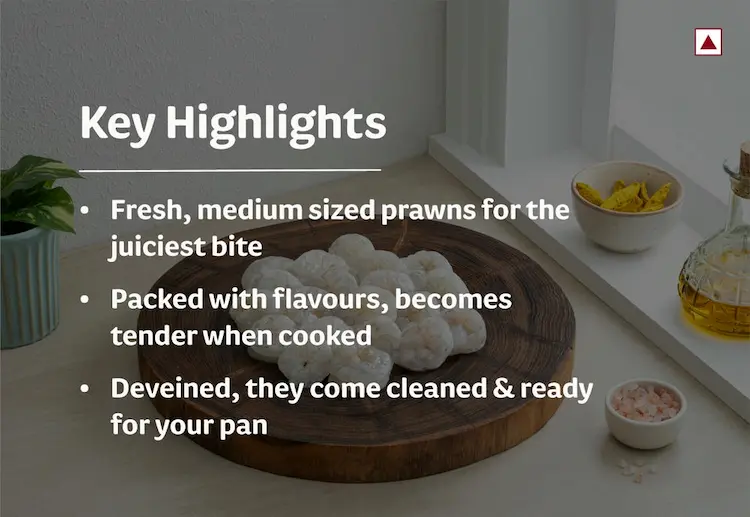 Key Highlights
• Fresh, medium sized prawns for the
juiciest bite
• Packed with flavours, becomes
tender when cooked
• Deveined, they come cleaned & ready
for your pan